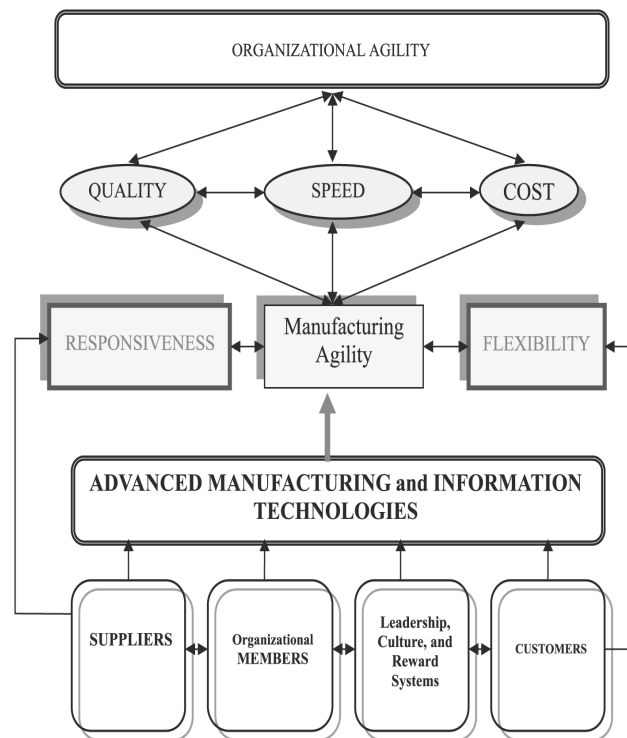 ORGANIZATIONAL AGILITY
QUALITY
SPEED
COST
RESPONSIVENESS
Manufacturing
Agility
FLEXIBILITY
ADVANCED MANUFACTURING and INFORMATION
TECHNOLOGIES
SUPPLIERS
Organizational
MEMBERS
Leadership,
Culture, and
Reward
Systems
CUSTOMERS